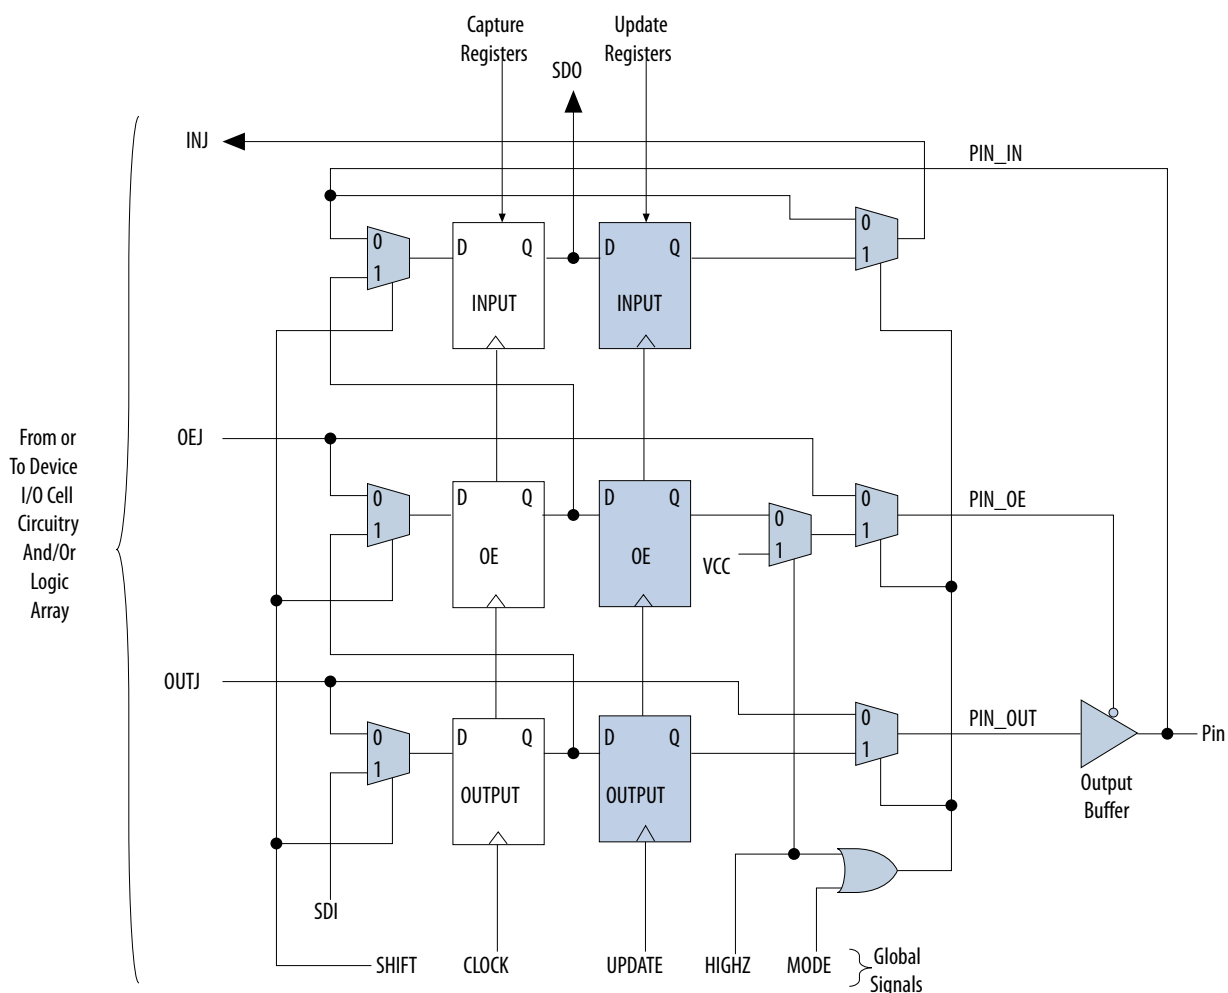 Capture
Registers
Update
Registers
SDO
INJ
PIN_IN
0
1
D Q
INPUT
D Q
INPUT
0
1
From or
To Device
I/O Cell
Circuitry
And/Or
Logic
Array
OEJ
0
1
D Q
OE
D Q
OE
0
1
VCC
0
1
PIN_OE
OUTJ
0
1
D Q
OUTPUT
D Q
OUTPUT
0
1
PIN_OUT
Pin
Output
Buffer
SDI
SHIFT
CLOCK
UPDATE
HIGHZ
MODE
Global
Signals